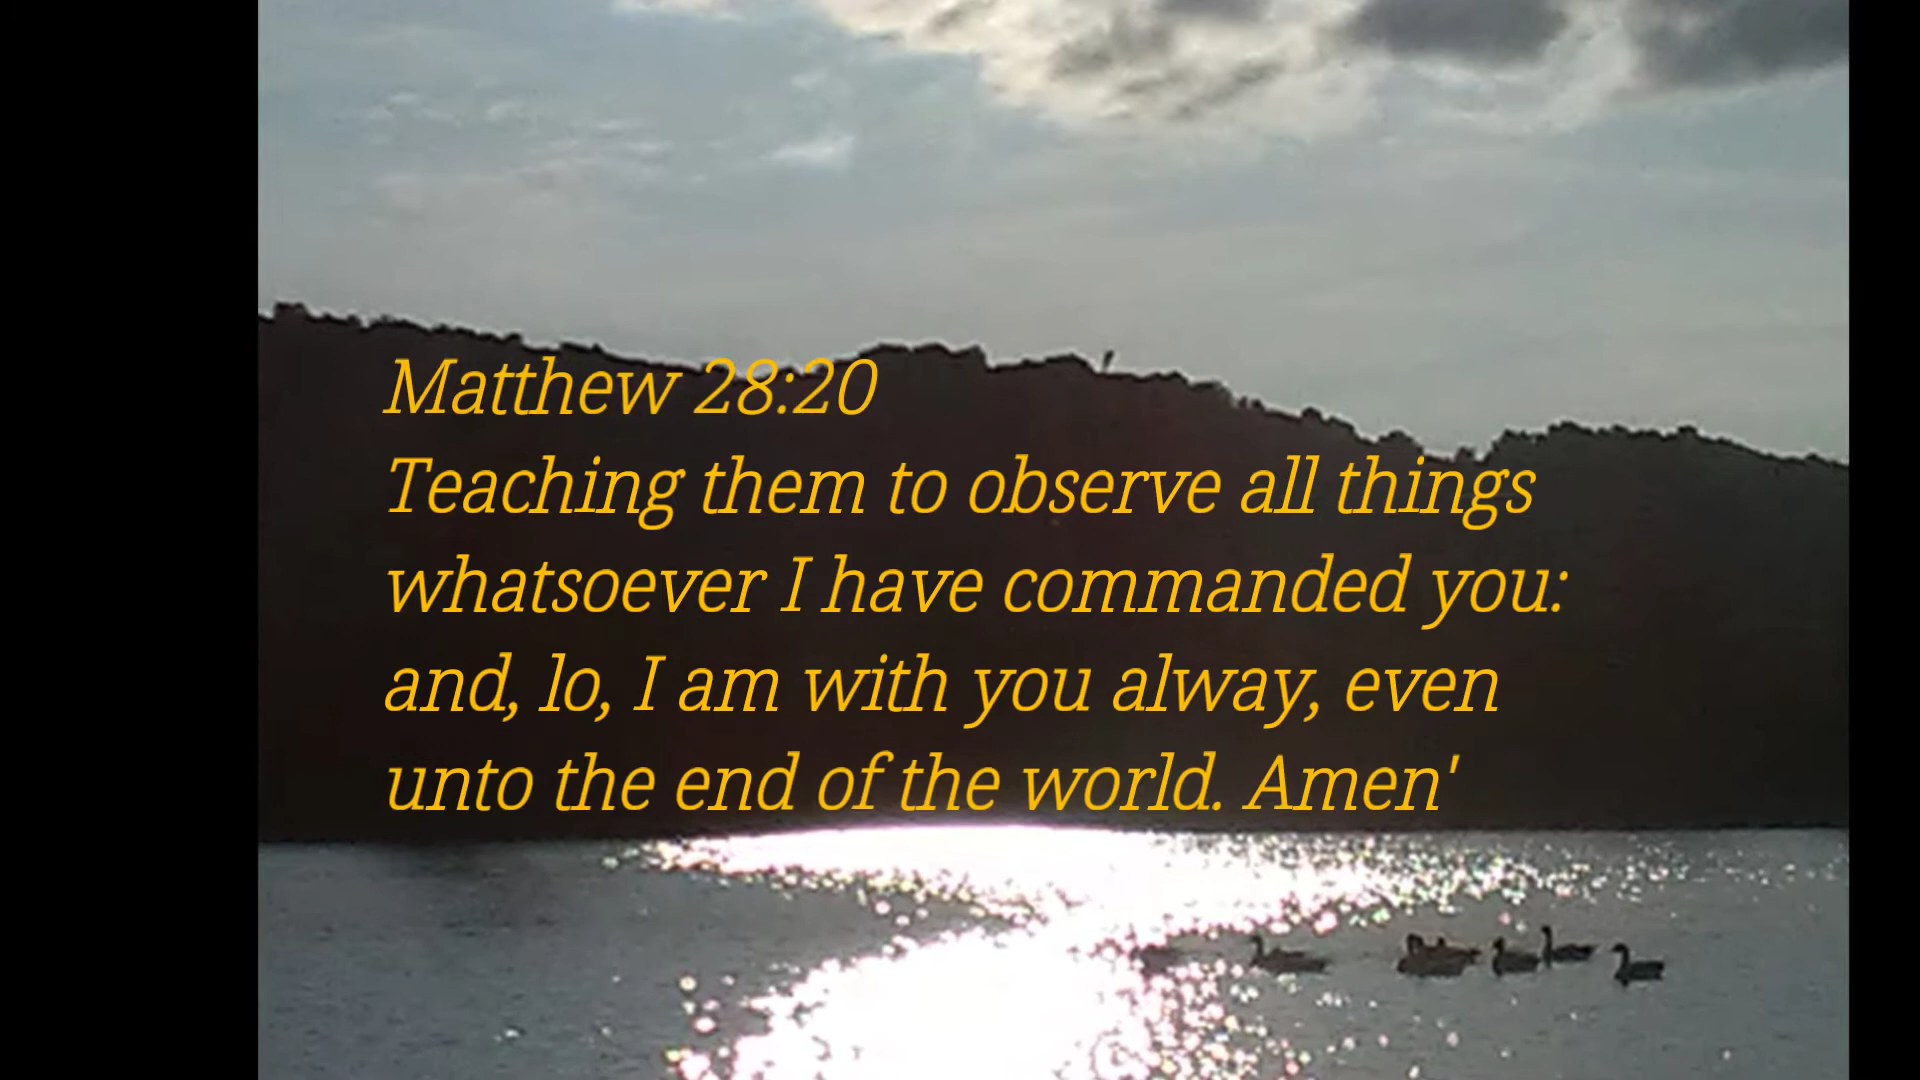 Matthew 28:20
Teaching them to observe all things
whatsoever I have commanded you:
and, lo, I am with you alway, even
unto the end of the world. Amen'